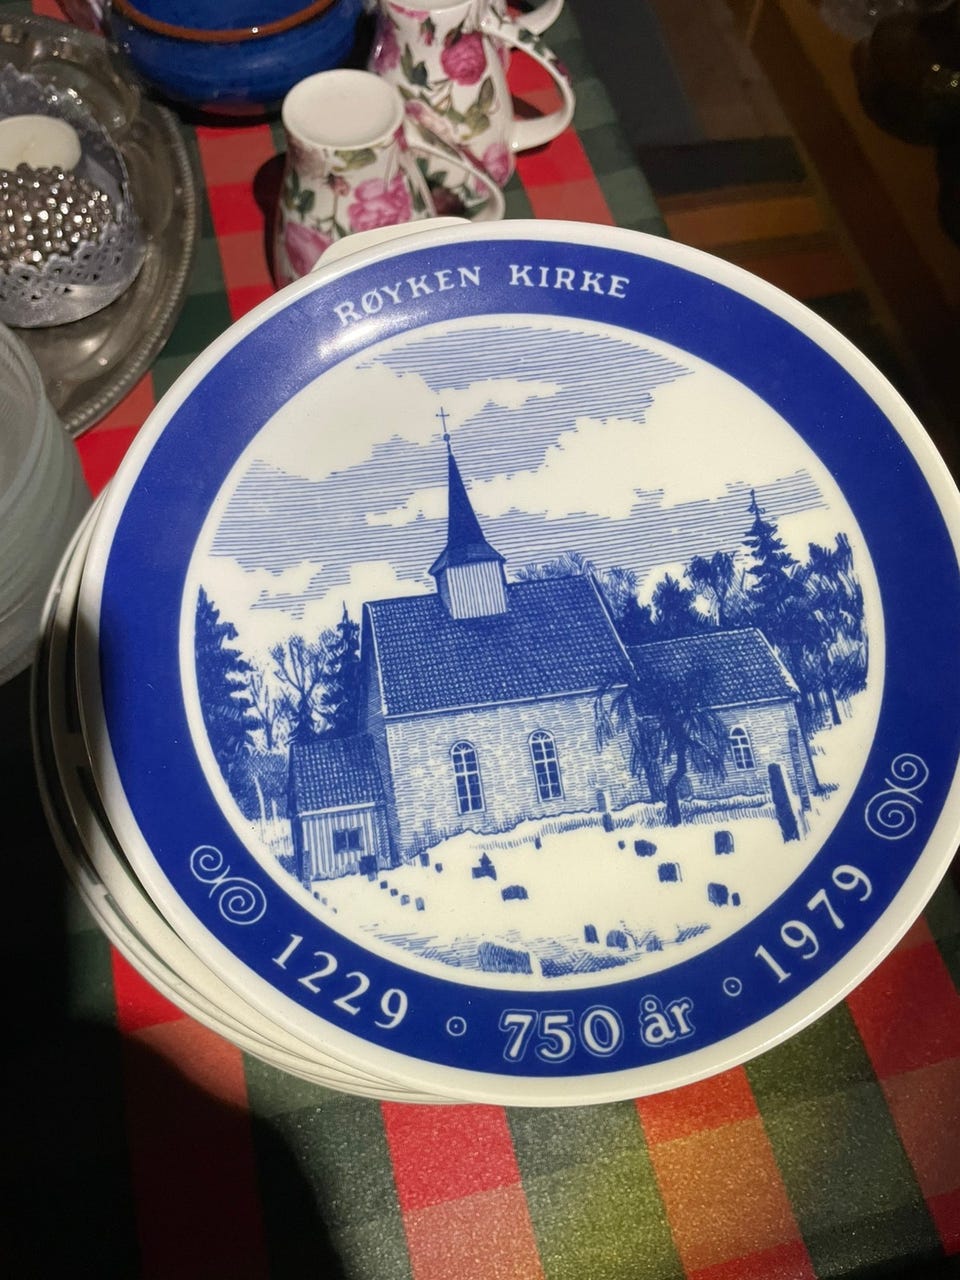 RØYKEN KIRKE
1229 ∘ 750 år ∘ 1979